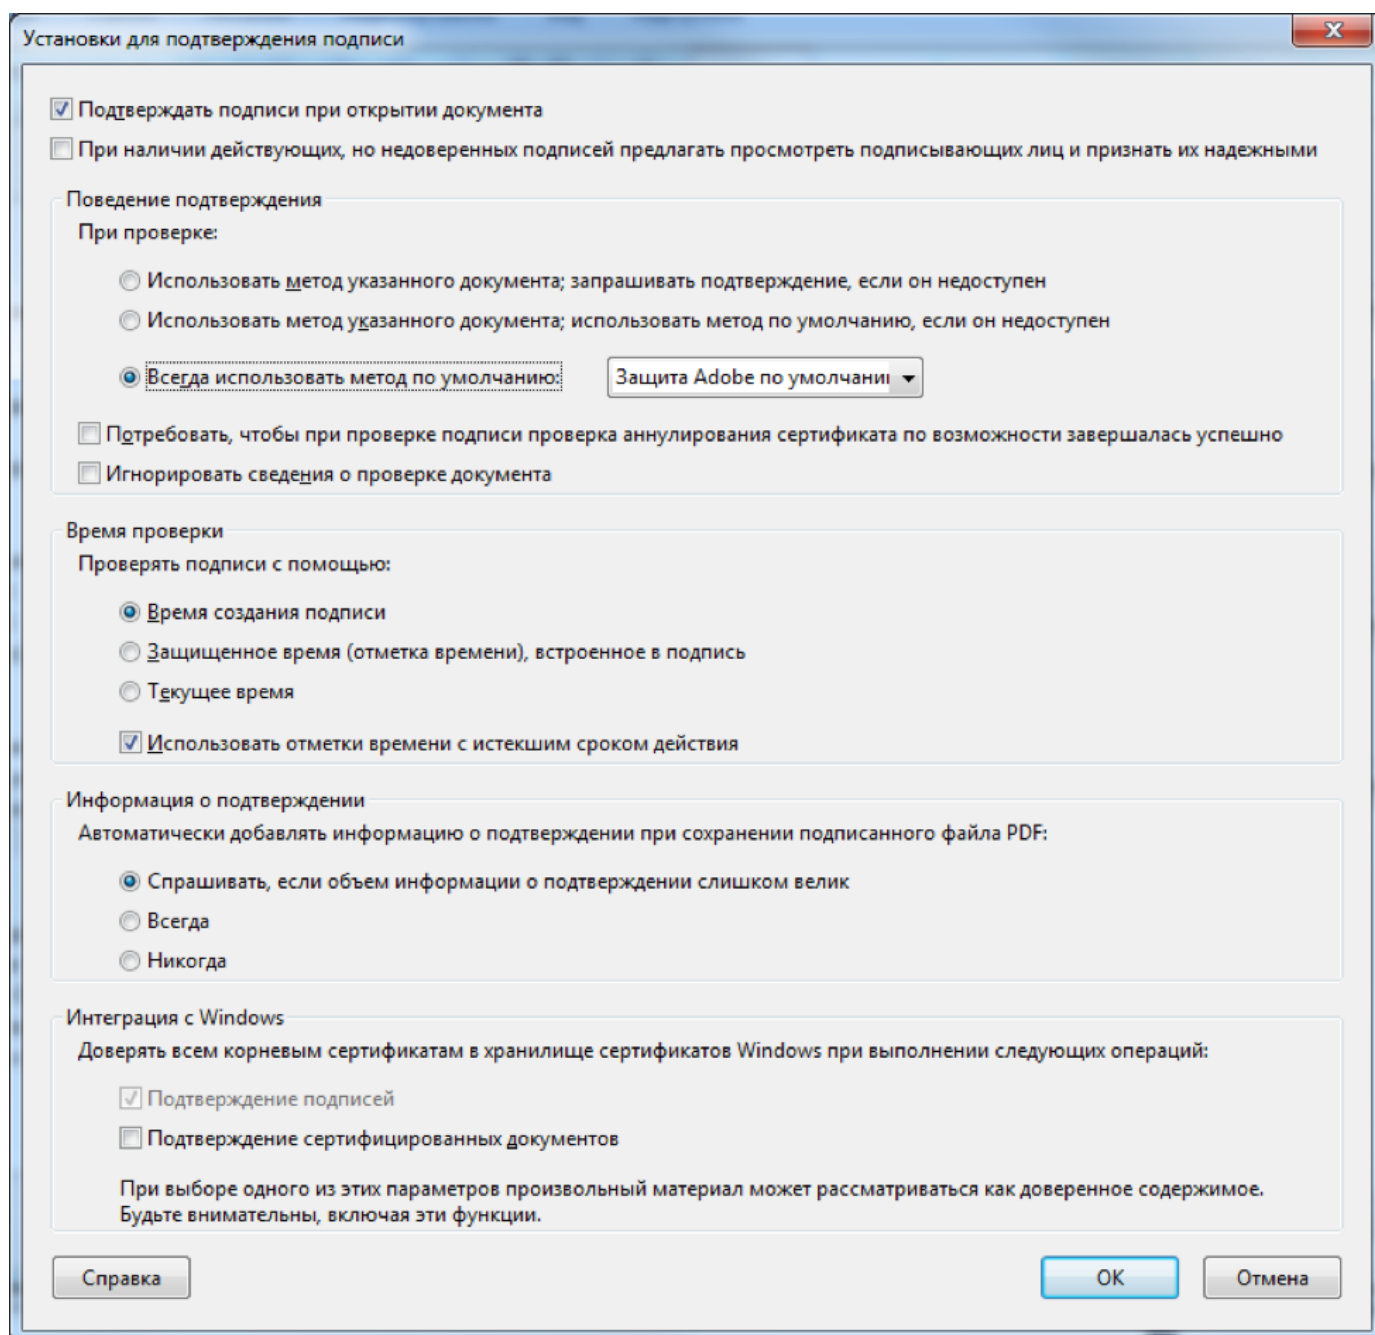 Установки для подтверждения подписи
Подтверждать подписи при открытии документа
При наличии действующих, но недоверенных подписей предлагать просмотреть подписывающих лиц и признать их надежными
Поведение подтверждения
При проверке:
Использовать метод указанного документа; запрашивать подтверждение, если он недоступен
Использовать метод указанного документа; использовать метод по умолчанию, если он недоступен
Всегда использовать метод по умолчанию: Защита Adobe по умолчани
Потребовать, чтобы при проверке подписи проверка аннулирования сертификата по возможности завершалась успешно
Игнорировать сведения о проверке документа
Время проверки
Проверять подписи с помощью:
Время создания подписи
Защищенное время (отметка времени), встроенное в подпись
Текущее время
Использовать отметки времени с истекшим сроком действия
Информация о подтверждении
Автоматически добавлять информацию о подтверждении при сохранении подписанного файла PDF:
Спрашивать, если объем информации о подтверждении слишком велик
Всегда
Никогда
Интеграция с Windows
Доверять всем корневым сертификатам в хранилище сертификатов Windows при выполнении следующих операций:
Подтверждение подписей
Подтверждение сертифицированных документов
При выборе одного из этих параметров произвольный материал может рассматриваться как доверенное содержимое.
Будьте внимательны, включая эти функции.
Справка OK Отмена